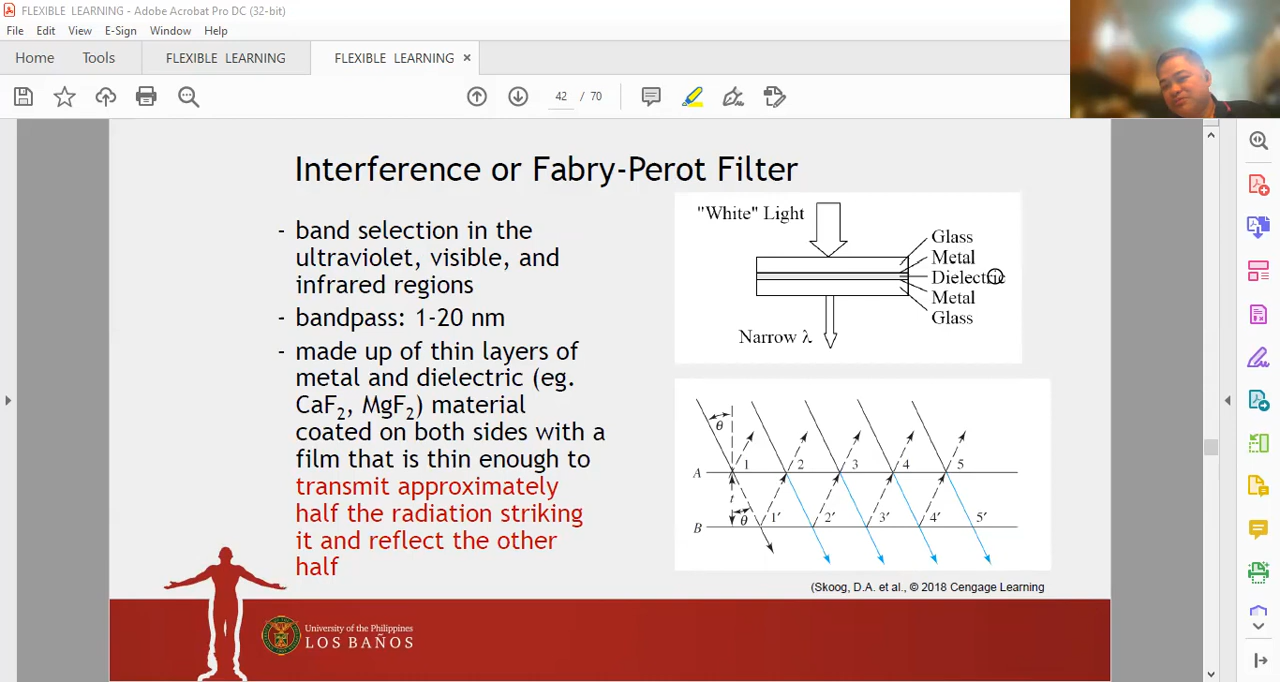 FLEXIBLE LEARNING - Adobe Acrobat Pro DC (32-bit)
File Edit View E-Sign Window Help
Home Tools FLEXIBLE LEARNING FLEXIBLE LEARNING ×
42 / 70
Interference or Fabry-Perot Filter
- band selection in the
ultraviolet, visible, and
infrared regions
- bandpass: 1-20 nm
- made up of thin layers of
metal and dielectric (eg.
CaF₂, MgF₂) material
coated on both sides with a
film that is thin enough to
transmit approximately
half the radiation striking
it and reflect the other
half
"White" Light
Glass
Metal
Dielectric
Metal
Glass
Narrow λ
θ
1 2 3 4 5
A
t
θ
B
1′ 2′ 3′ 4′ 5′
(Skoog, D.A. et al., © 2018 Cengage Learning
University of the Philippines
LOS BAÑOS